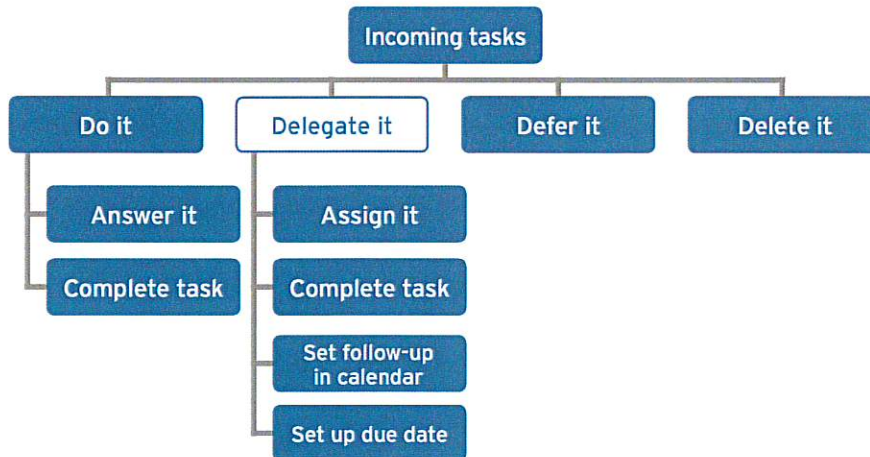 Incoming tasks
Do it
Delegate it
Defer it
Delete it
Answer it
Complete task
Assign it
Complete task
Set follow-up
in calendar
Set up due date